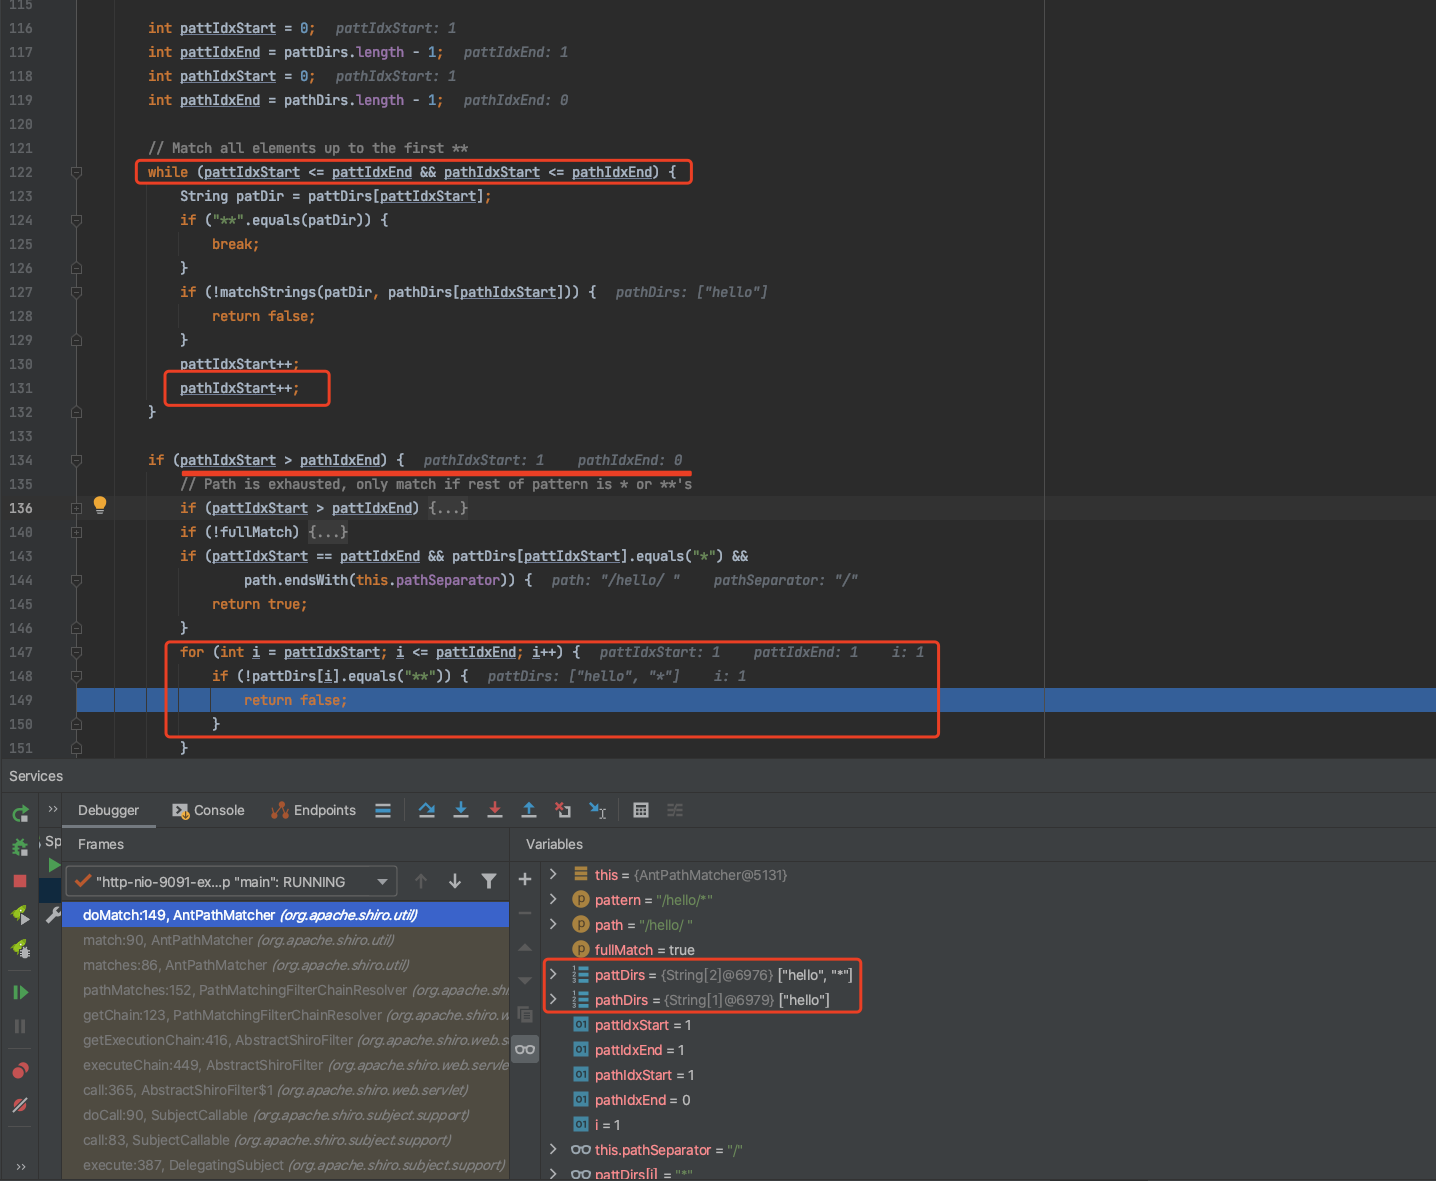 115
116 int pattIdxStart = 0; pattIdxStart: 1
117 int pattIdxEnd = pattDirs.length - 1; pattIdxEnd: 1
118 int pathIdxStart = 0; pathIdxStart: 1
119 int pathIdxEnd = pathDirs.length - 1; pathIdxEnd: 0
120
121 // Match all elements up to the first **
122 while (pattIdxStart <= pattIdxEnd && pathIdxStart <= pathIdxEnd) {
123 String patDir = pattDirs[pattIdxStart];
124 if ("**".equals(patDir)) {
125 break;
126 }
127 if (!matchStrings(patDir, pathDirs[pathIdxStart])) { pathDirs: ["hello"]
128 return false;
129 }
130 pattIdxStart++;
131 pathIdxStart++;
132 }
133
134 if (pathIdxStart > pathIdxEnd) { pathIdxStart: 1 pathIdxEnd: 0
135 // Path is exhausted, only match if rest of pattern is * or **'s
136 if (pattIdxStart > pattIdxEnd) {...}
140 if (!fullMatch) {...}
143 if (pattIdxStart == pattIdxEnd && pattDirs[pattIdxStart].equals("*") &&
144 path.endsWith(this.pathSeparator)) { path: "/hello/ " pathSeparator: "/"
145 return true;
146 }
147 for (int i = pattIdxStart; i <= pattIdxEnd; i++) { pattIdxStart: 1 pattIdxEnd: 1 i: 1
148 if (!pattDirs[i].equals("**")) { pattDirs: ["hello", "*"] i: 1
149 return false;
150 }
151 }
Services
Debugger Console Endpoints
Sp
Frames
"http-nio-9091-ex...p "main": RUNNING
doMatch:149, AntPathMatcher (org.apache.shiro.util)
match:90, AntPathMatcher (org.apache.shiro.util)
matches:86, AntPathMatcher (org.apache.shiro.util)
pathMatches:152, PathMatchingFilterChainResolver (org.apache.shi
getChain:123, PathMatchingFilterChainResolver (org.apache.shiro.w
getExecutionChain:416, AbstractShiroFilter (org.apache.shiro.web.s
executeChain:449, AbstractShiroFilter (org.apache.shiro.web.servle
call:365, AbstractShiroFilter$1 (org.apache.shiro.web.servlet)
doCall:90, SubjectCallable (org.apache.shiro.subject.support)
call:83, SubjectCallable (org.apache.shiro.subject.support)
execute:387, DelegatingSubject (org.apache.shiro.subject.support)
Variables
this = {AntPathMatcher@5131}
pattern = "/hello/*"
path = "/hello/ "
fullMatch = true
pattDirs = {String[2]@6976} ["hello", "*"]
pathDirs = {String[1]@6979} ["hello"]
pattIdxStart = 1
pattIdxEnd = 1
pathIdxStart = 1
pathIdxEnd = 0
i = 1
this.pathSeparator = "/"
pattDirs[i] = "*"